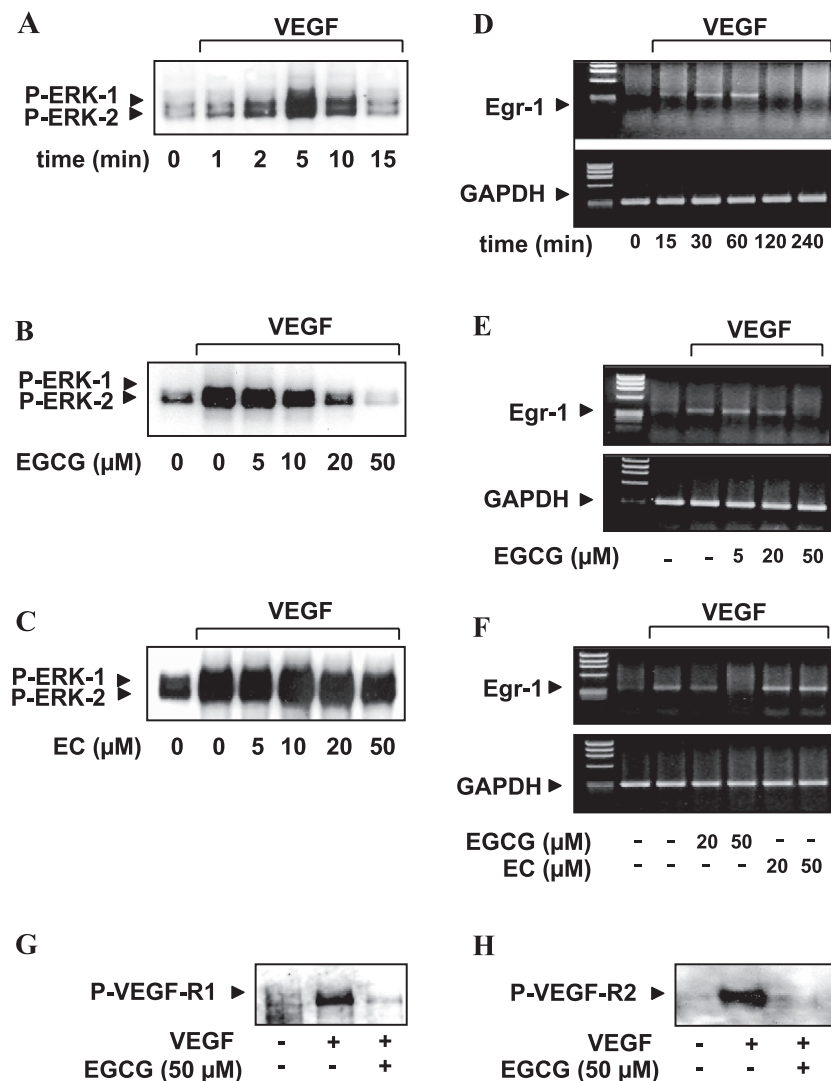 A
VEGF
P-ERK-1
P-ERK-2
time (min) 0 1 2 5 10 15
B
VEGF
P-ERK-1
P-ERK-2
EGCG (µM) 0 0 5 10 20 50
C
VEGF
P-ERK-1
P-ERK-2
EC (µM) 0 0 5 10 20 50
D
VEGF
Egr-1
GAPDH
time (min) 0 15 30 60 120 240
E
VEGF
Egr-1
GAPDH
EGCG (µM) - - 5 20 50
F
VEGF
Egr-1
GAPDH
EGCG (µM) - - 20 50 - -
EC (µM) - - - - 20 50
G
P-VEGF-R1
VEGF - + +
EGCG (50 µM) - - +
H
P-VEGF-R2
VEGF - + +
EGCG (50 µM) - - +